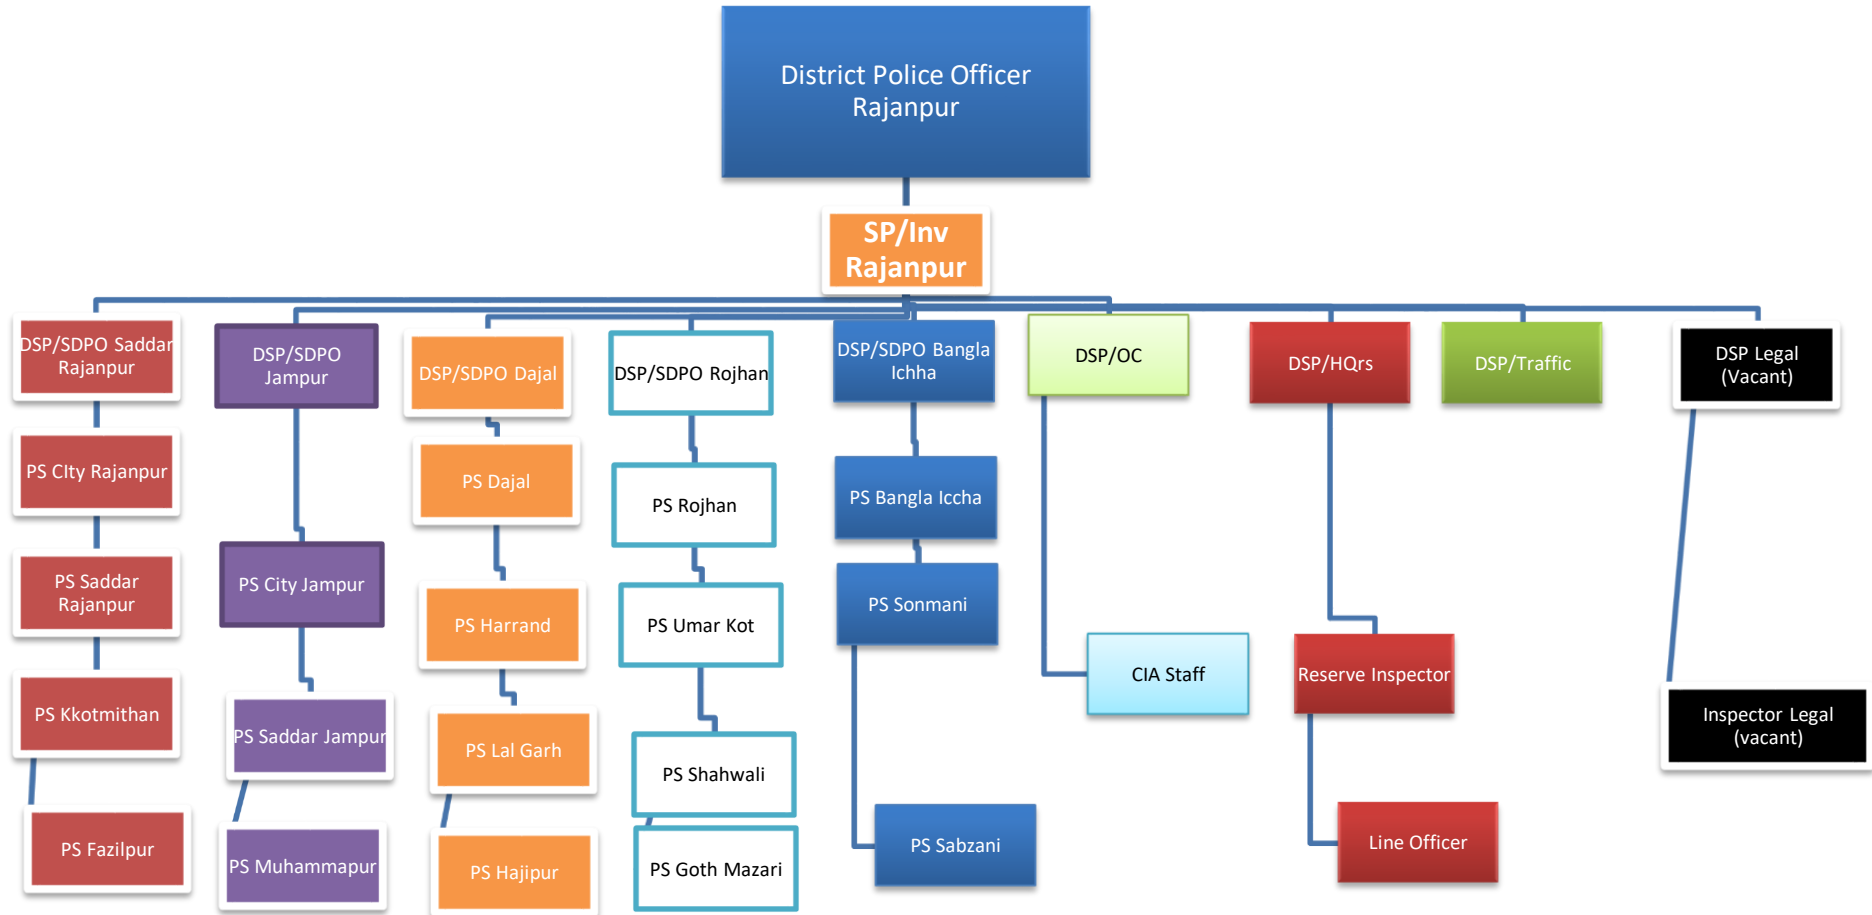 District Police Officer
Rajanpur
SP/Inv
Rajanpur
DSP/SDPO Saddar
Rajanpur
DSP/SDPO
Jampur
DSP/SDPO Dajal
DSP/SDPO Rojhan
DSP/SDPO Bangla
Ichha
DSP/OC
DSP/HQrs
DSP/Traffic
DSP Legal
(Vacant)
PS CIty Rajanpur
PS Saddar
Rajanpur
PS Kkotmithan
PS Fazilpur
PS City Jampur
PS Saddar Jampur
PS Muhammapur
PS Dajal
PS Harrand
PS Lal Garh
PS Hajipur
PS Rojhan
PS Umar Kot
PS Shahwali
PS Goth Mazari
PS Bangla Iccha
PS Sonmani
PS Sabzani
CIA Staff
Reserve Inspector
Line Officer
Inspector Legal
(vacant)